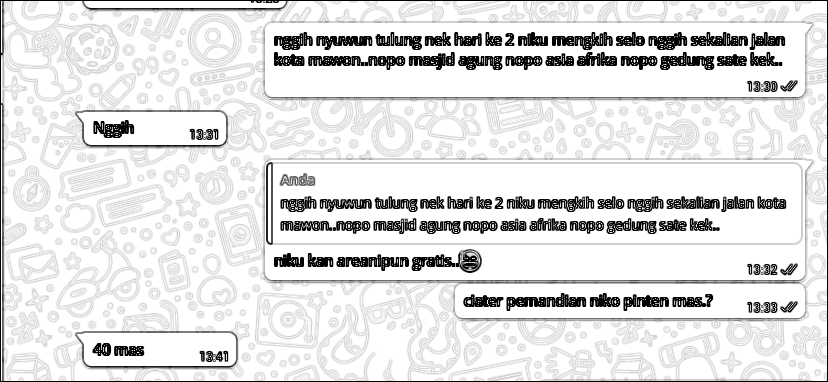 nggih nyuwun tulung nek hari ke 2 niku mengkih selo nggih sekalian jalan
kota mawon..nopo masjid agung nopo asia afrika nopo gedung sate kek..
13:30
Nggih
13:31
Anda
nggih nyuwun tulung nek hari ke 2 niku mengkih selo nggih sekalian jalan kota
mawon..nopo masjid agung nopo asia afrika nopo gedung sate kek..
niku kan areanipun gratis..
13:32
ciater pemandian niko pinten mas.?
13:33
40 mas
13:41